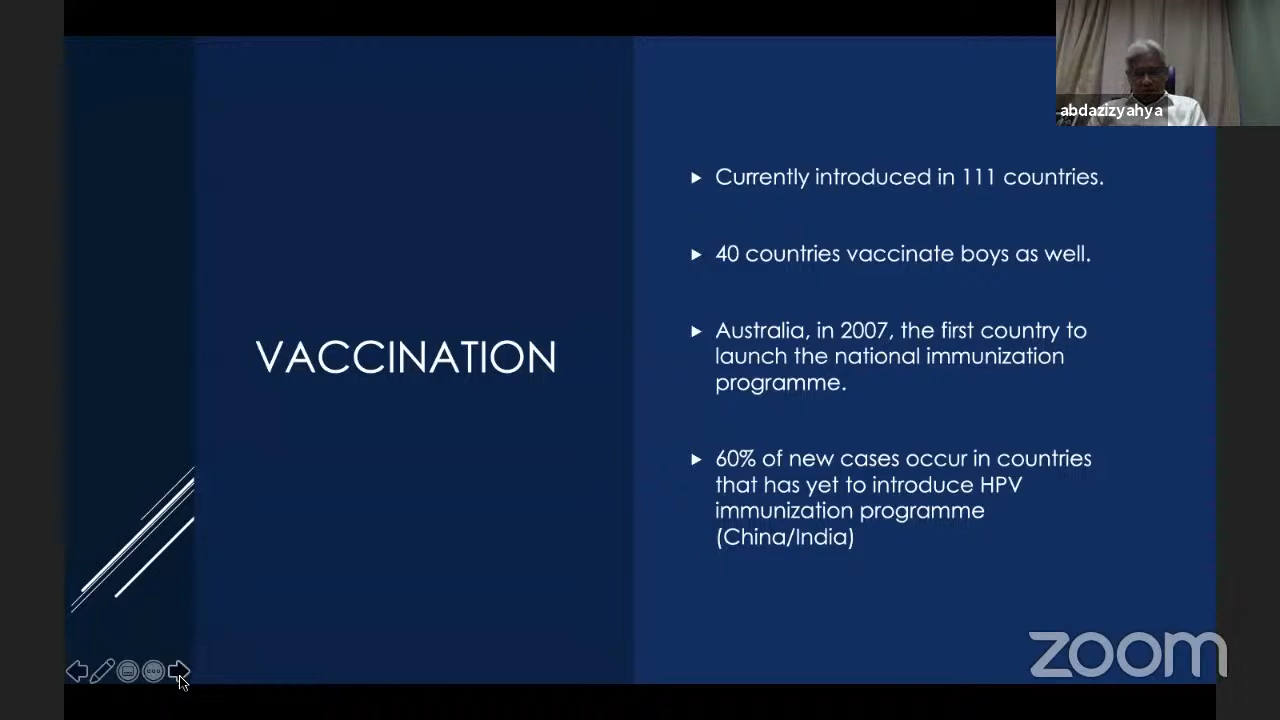 abdazizyahya
VACCINATION
Currently introduced in 111 countries.
40 countries vaccinate boys as well.
Australia, in 2007, the first country to
launch the national immunization
programme.
60% of new cases occur in countries
that has yet to introduce HPV
immunization programme
(China/India)
zoom